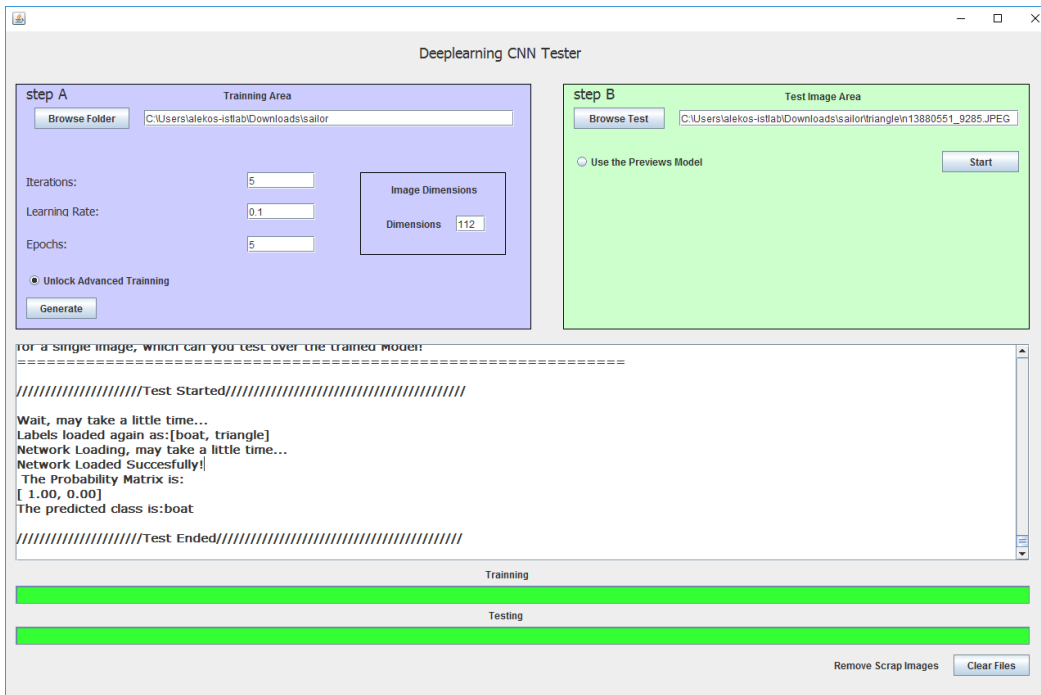 Deeplearning CNN Tester
step A
Trainning Area
Browse Folder
C:\Users\alekos-istlab\Downloads\sailor
Iterations:
5
Learning Rate:
0.1
Epochs:
5
Image Dimensions
Dimensions
112
Unlock Advanced Trainning
Generate
step B
Test Image Area
Browse Test
C:\Users\alekos-istlab\Downloads\sailor\triangle\n13880551_9285.JPEG
Use the Previews Model
Start
for a single image, which can you test over the trained Model!
==============================================================
//////////////////////Test Started//////////////////////////////////////////
Wait, may take a little time...
Labels loaded again as:[boat, triangle]
Network Loading, may take a little time...
Network Loaded Succesfully!
The Probability Matrix is:
[ 1.00, 0.00]
The predicted class is:boat
//////////////////////Test Ended///////////////////////////////////////////
Trainning
Testing
Remove Scrap Images
Clear Files